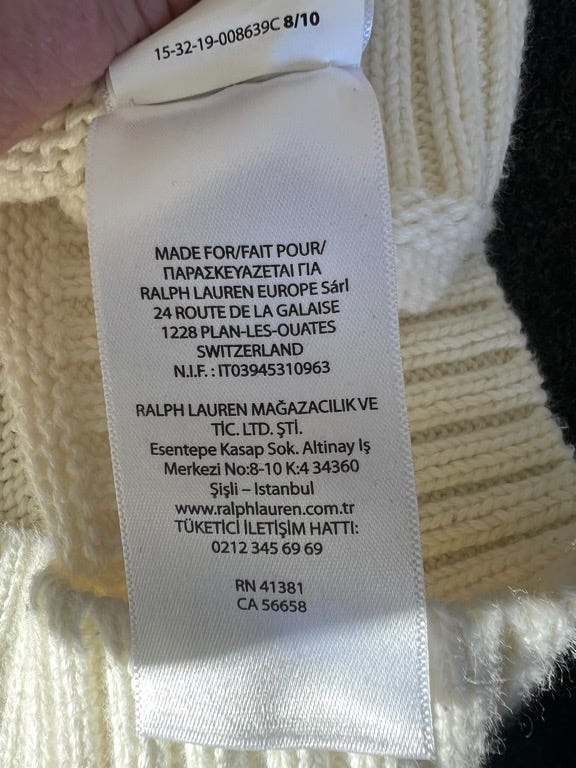 15-32-19-008639C 8/10
MADE FOR/FAIT POUR/
ΠΑΡΑΣΚΕΥΑΖΕΤΑΙ ΓΙΑ
RALPH LAUREN EUROPE Sárl
24 ROUTE DE LA GALAISE
1228 PLAN-LES-OUATES
SWITZERLAND
N.I.F. : IT03945310963
RALPH LAUREN MAĞAZACILIK VE
TİC. LTD. ŞTİ.
Esentepe Kasap Sok. Altinay Iş
Merkezi No:8-10 K:4 34360
Şişli – Istanbul
www.ralphlauren.com.tr
TÜKETİCİ İLETİŞİM HATTI:
0212 345 69 69
RN 41381
CA 56658